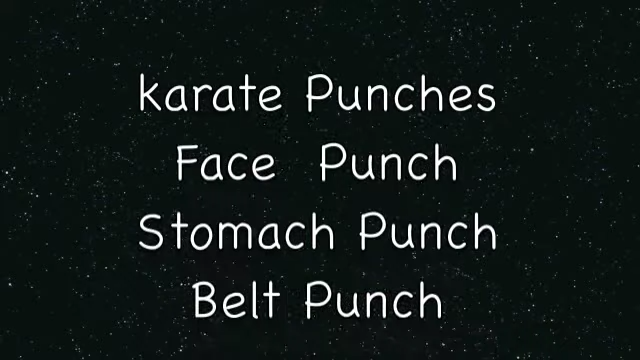 karate Punches
Face Punch
Stomach Punch
Belt Punch